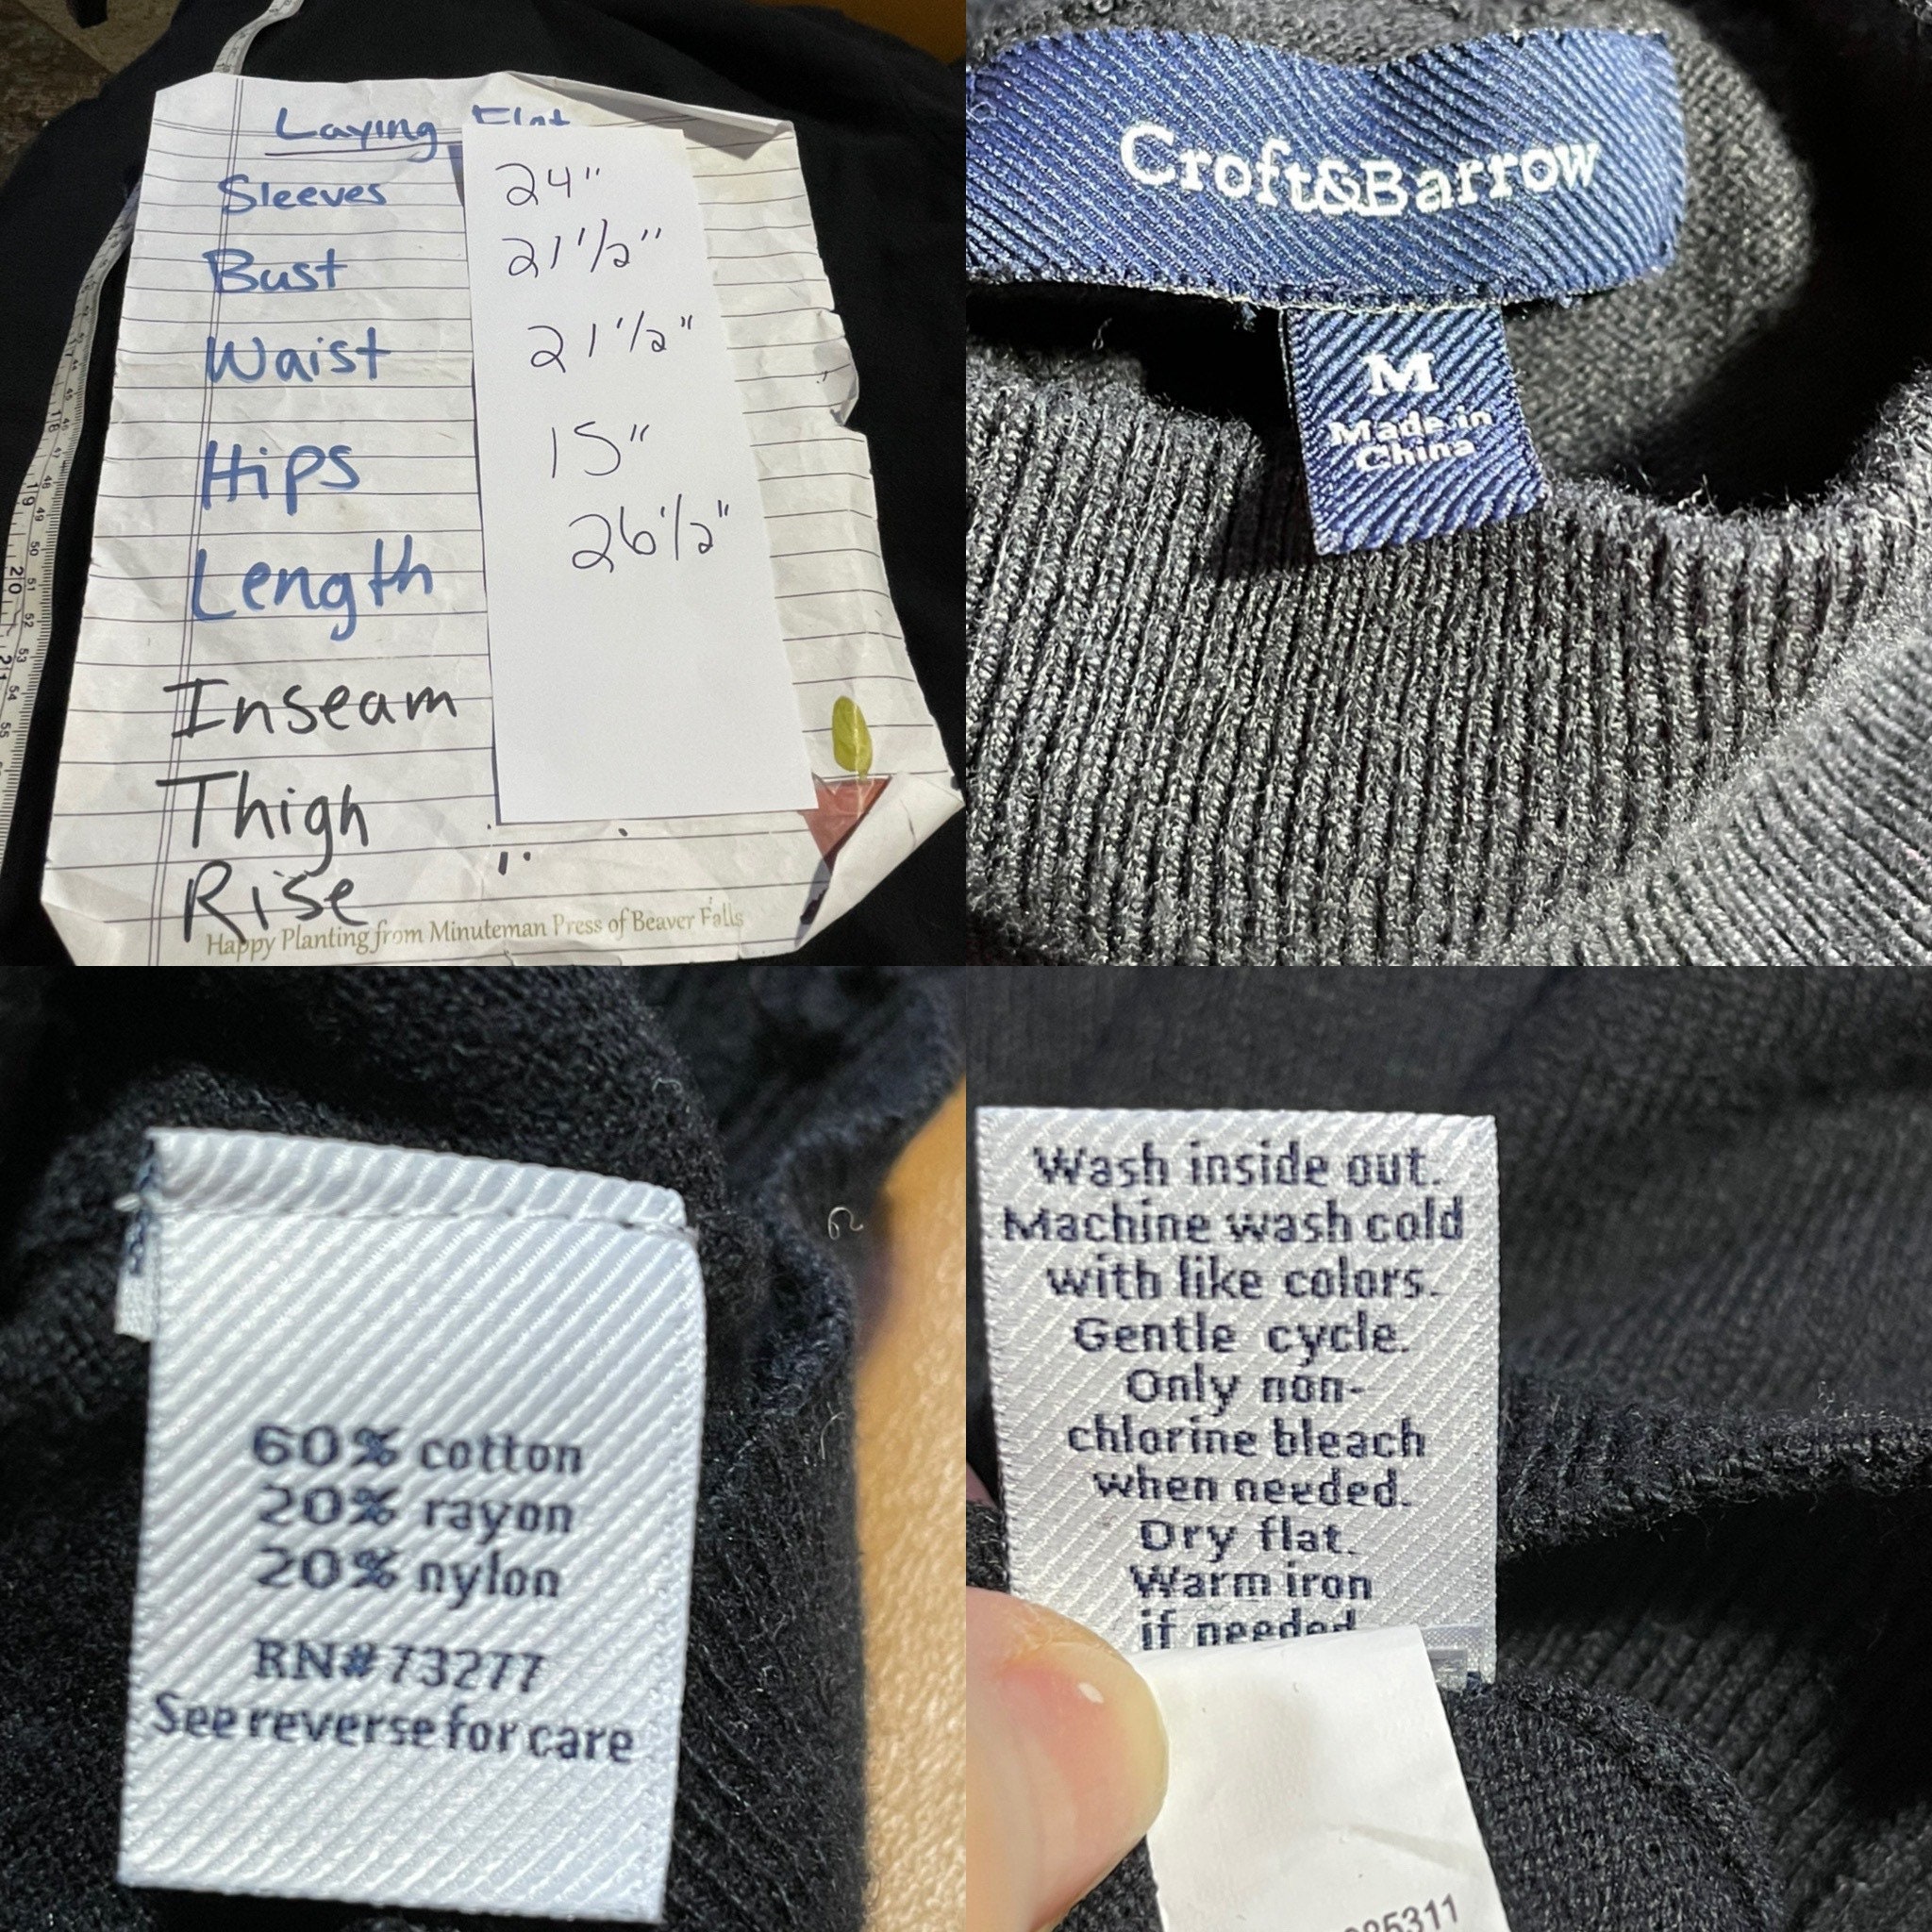 Laying Flat
Sleeves 24"
Bust 21 1/2"
Waist 21 1/2"
Hips 15"
Length 26 1/2"
Inseam
Thigh
Rise
Happy Planting from Minuteman Press of Beaver Falls
Croft&Barrow
M
Made in
China
60% cotton
20% rayon
20% nylon
RN#73277
See reverse for care
Wash inside out.
Machine wash cold
with like colors.
Gentle cycle.
Only non-
chlorine bleach
when needed.
Dry flat.
Warm iron
if needed
85311